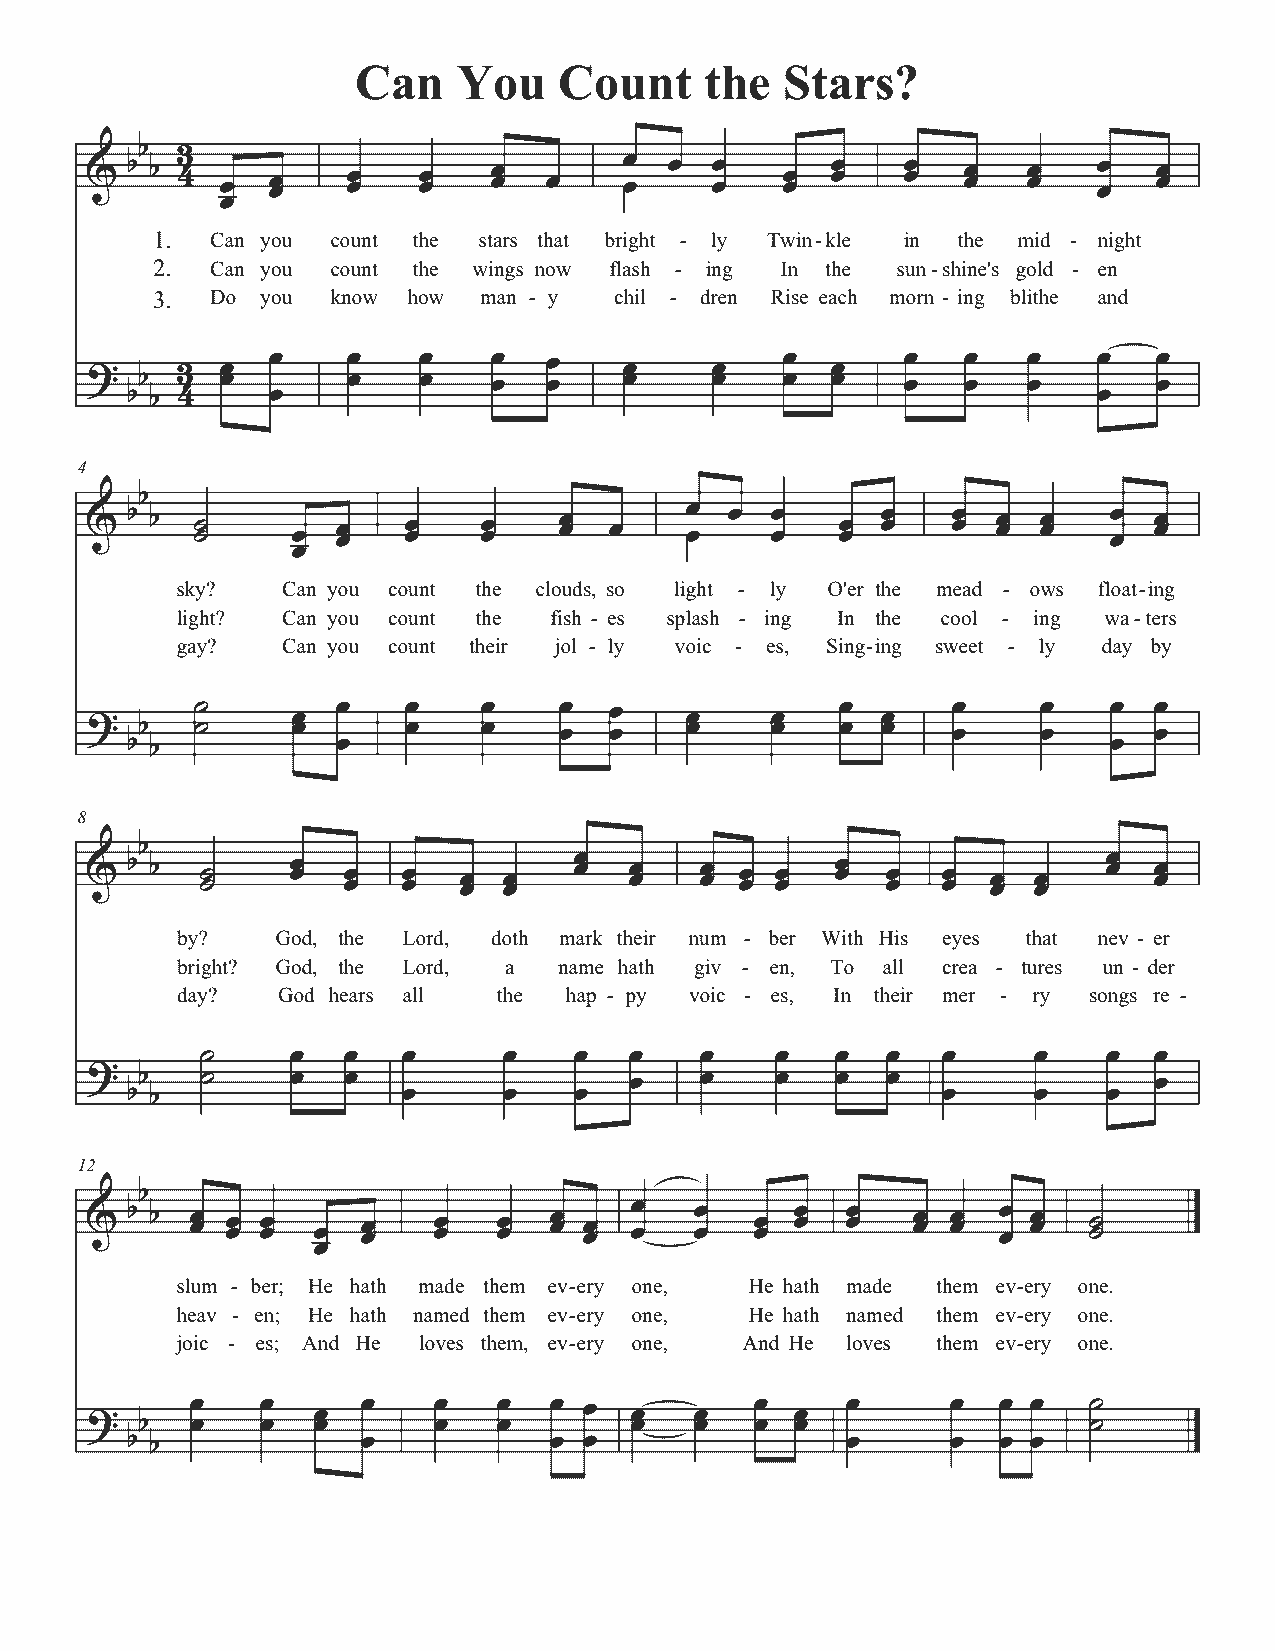 Can You Count the Stars?
1. Can you count the stars that bright - ly Twin - kle in the mid - night
2. Can you count the wings now flash - ing In the sun - shine's gold - en
3. Do you know how man - y chil - dren Rise each morn - ing blithe and
4
sky? Can you count the clouds, so light - ly O'er the mead - ows float - ing
light? Can you count the fish - es splash - ing In the cool - ing wa - ters
gay? Can you count their jol - ly voic - es, Sing - ing sweet - ly day by
8
by? God, the Lord, doth mark their num - ber With His eyes that nev - er
bright? God, the Lord, a name hath giv - en, To all crea - tures un - der
day? God hears all the hap - py voic - es, In their mer - ry songs re -
12
slum - ber; He hath made them ev - ery one, He hath made them ev - ery one.
heav - en; He hath named them ev - ery one, He hath named them ev - ery one.
joic - es; And He loves them, ev - ery one, And He loves them ev - ery one.